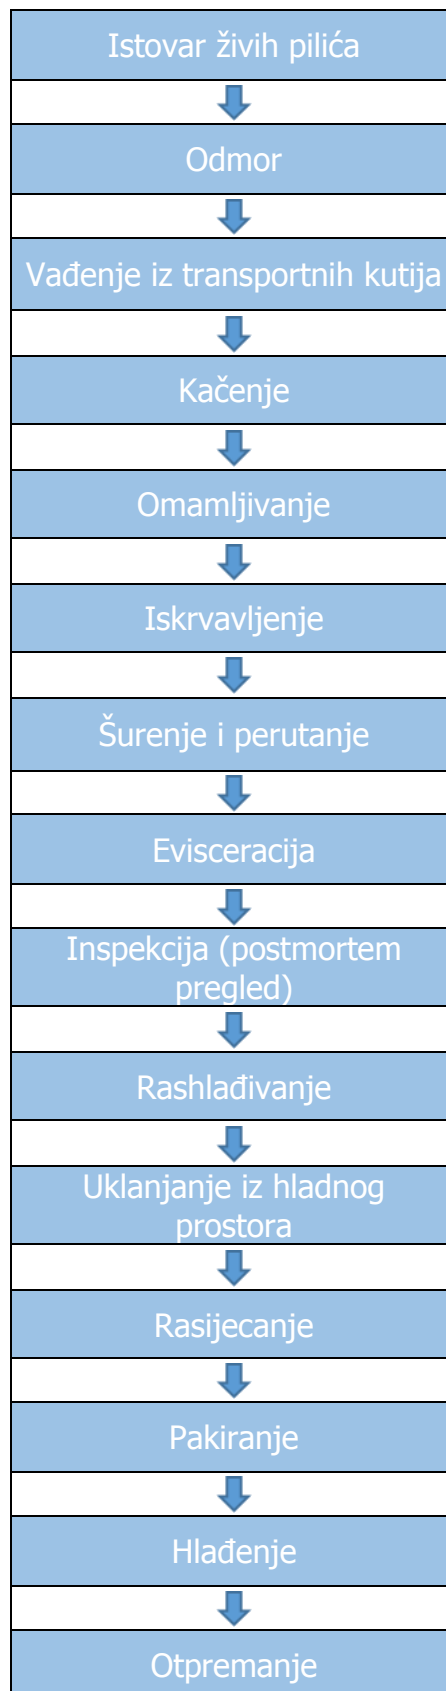 Istovar živih pilića
Odmor
Vađenje iz transportnih kutija
Kačenje
Omamljivanje
Iskrvavljenje
Šurenje i perutanje
Evisceracija
Inspekcija (postmortem
pregled)
Rashlađivanje
Uklanjanje iz hladnog
prostora
Rasijecanje
Pakiranje
Hlađenje
Otpremanje